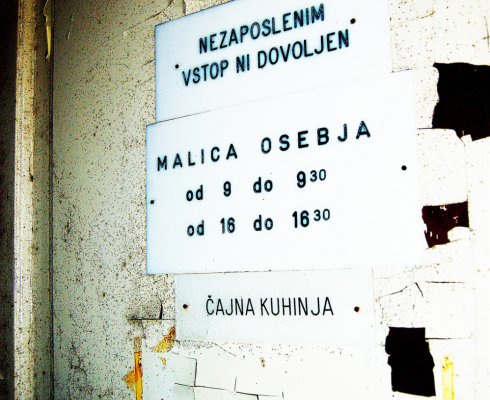 NEZAPOSLENIM
VSTOP NI DOVOLJEN
MALICA OSEBJA
od 9 do 9³⁰
od 16 do 16³⁰
ČAJNA KUHINJA